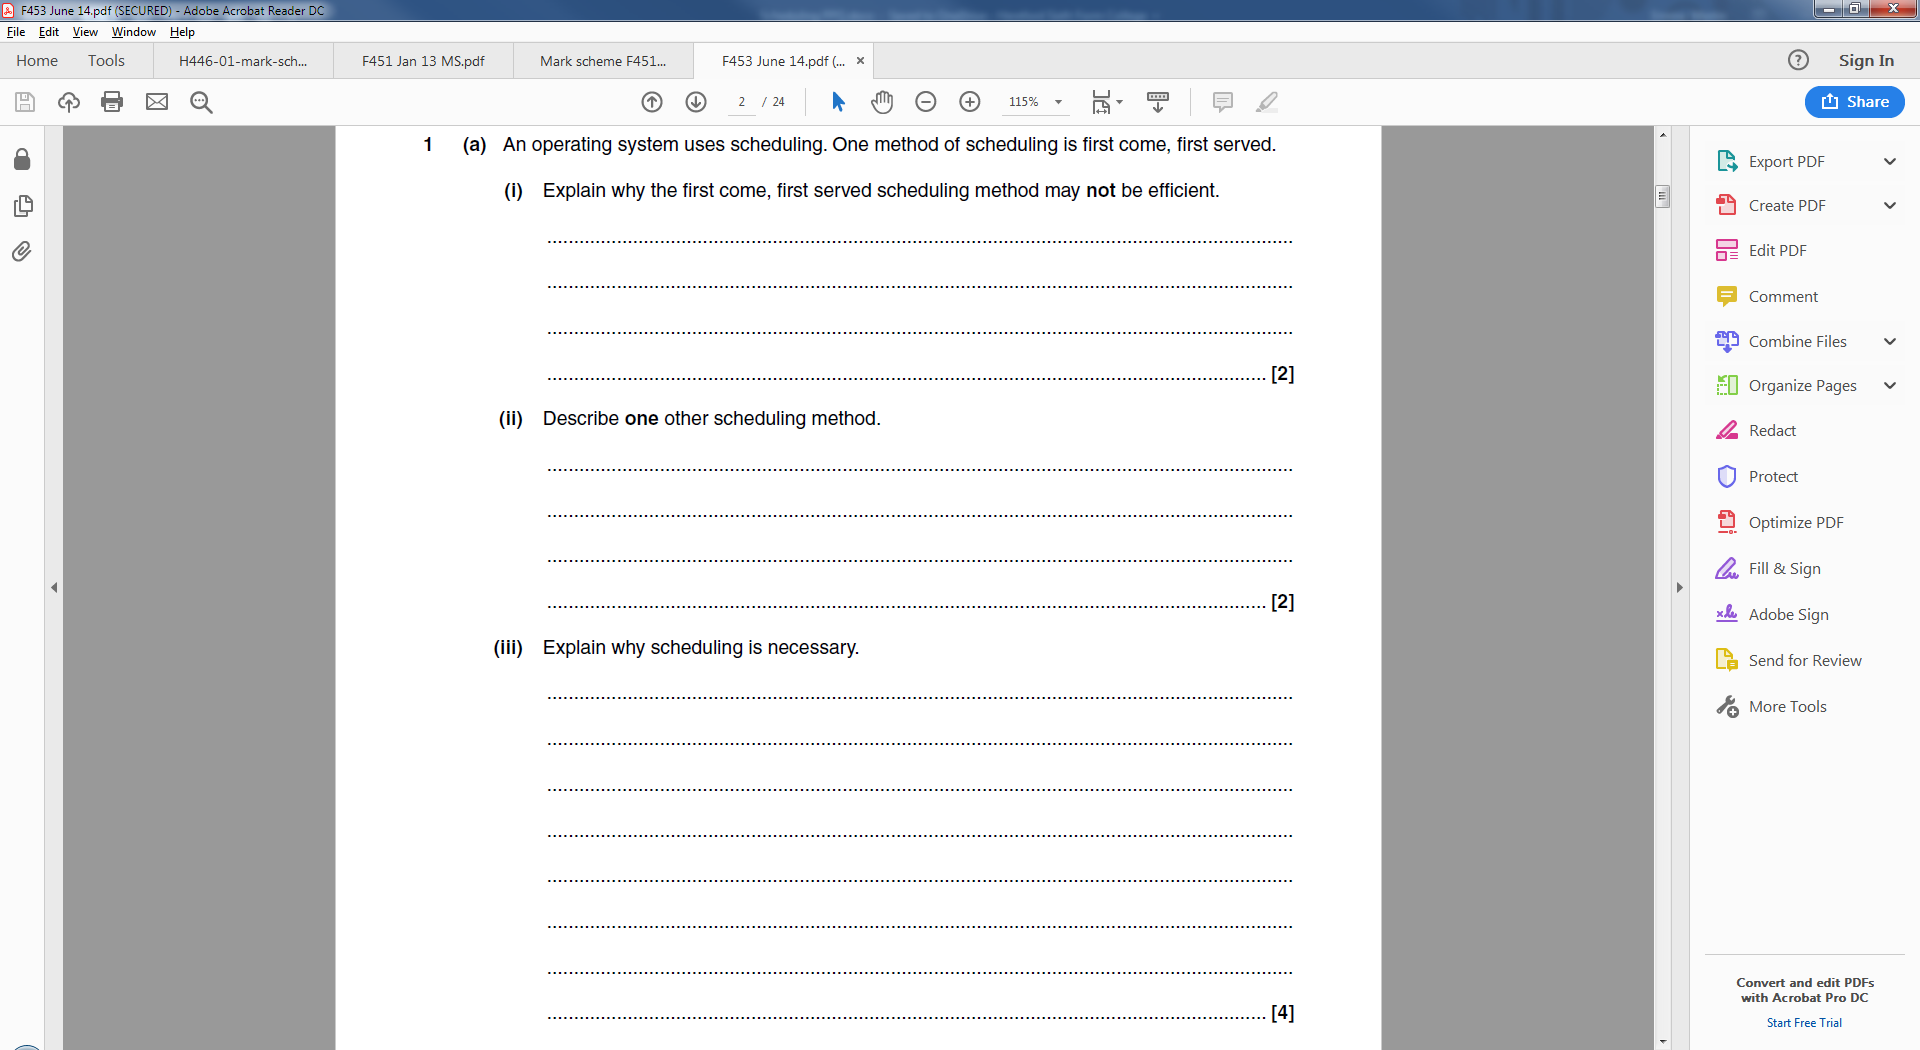 F453 June 14.pdf (SECURED) - Adobe Acrobat Reader DC
File Edit View Window Help
Home Tools H446-01-mark-sch... F451 Jan 13 MS.pdf Mark scheme F451... F453 June 14.pdf (... × ? Sign In
2 / 24 115% Share
1 (a) An operating system uses scheduling. One method of scheduling is first come, first served.
(i) Explain why the first come, first served scheduling method may not be efficient.
[2]
(ii) Describe one other scheduling method.
[2]
(iii) Explain why scheduling is necessary.
[4]
Export PDF
Create PDF
Edit PDF
Comment
Combine Files
Organize Pages
Redact
Protect
Optimize PDF
Fill & Sign
Adobe Sign
Send for Review
More Tools
Convert and edit PDFs
with Acrobat Pro DC
Start Free Trial